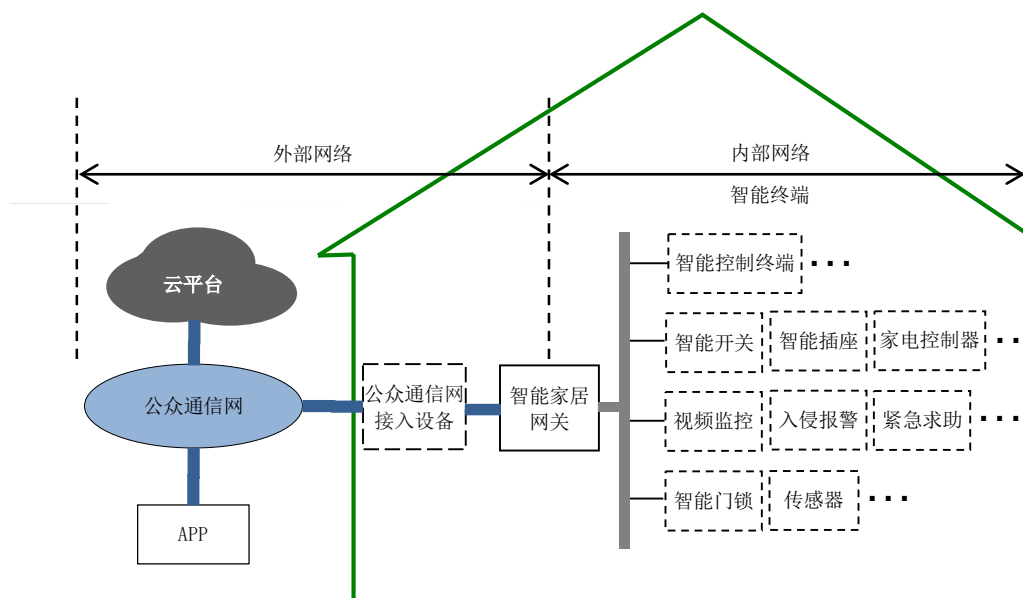 外部网络
内部网络
智能终端
云平台
公众通信网
APP
公众通信网
接入设备
智能家居
网关
智能控制终端 ···
智能开关 智能插座 家电控制器 ···
视频监控 入侵报警 紧急求助 ···
智能门锁 传感器 ···